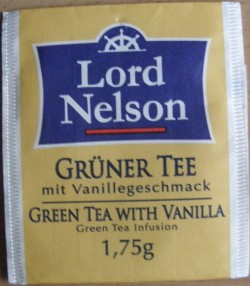 Lord
Nelson
GRÜNER TEE
mit Vanillegeschmack
GREEN TEA WITH VANILLA
Green Tea Infusion
1,75g